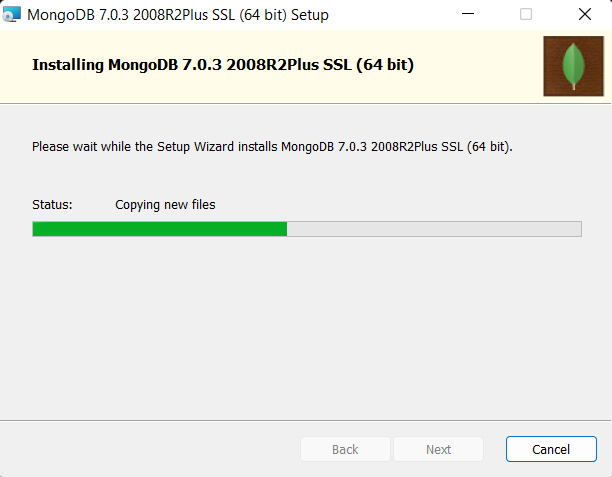 MongoDB 7.0.3 2008R2Plus SSL (64 bit) Setup
Installing MongoDB 7.0.3 2008R2Plus SSL (64 bit)
Please wait while the Setup Wizard installs MongoDB 7.0.3 2008R2Plus SSL (64 bit).
Status: Copying new files
Back Next Cancel